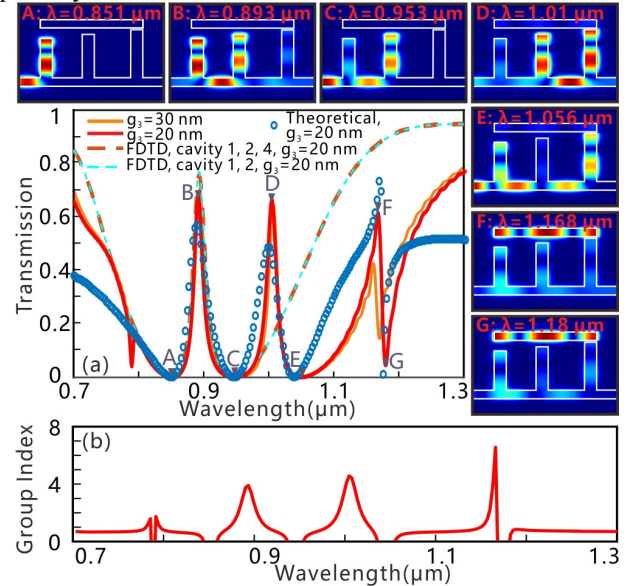 A: λ=0.851 μm
B: λ=0.893 μm
C: λ=0.953 μm
D: λ=1.01 μm
E: λ=1.056 μm
F: λ=1.168 μm
G: λ=1.18 μm
1
0.8
0.6
0.4
0.2
0
Transmission
g₃=30 nm
g₃=20 nm
FDTD, cavity 1, 2, 4, g₃=20 nm
FDTD, cavity 1, 2, g₃=20 nm
Theoretical,
g₃=20 nm
A
B
C
D
E
F
G
(a)
0.7
0.9
1.1
1.3
Wavelength(μm)
(b)
8
4
0
Group Index
0.7
0.9
1.1
1.3
Wavelength(μm)